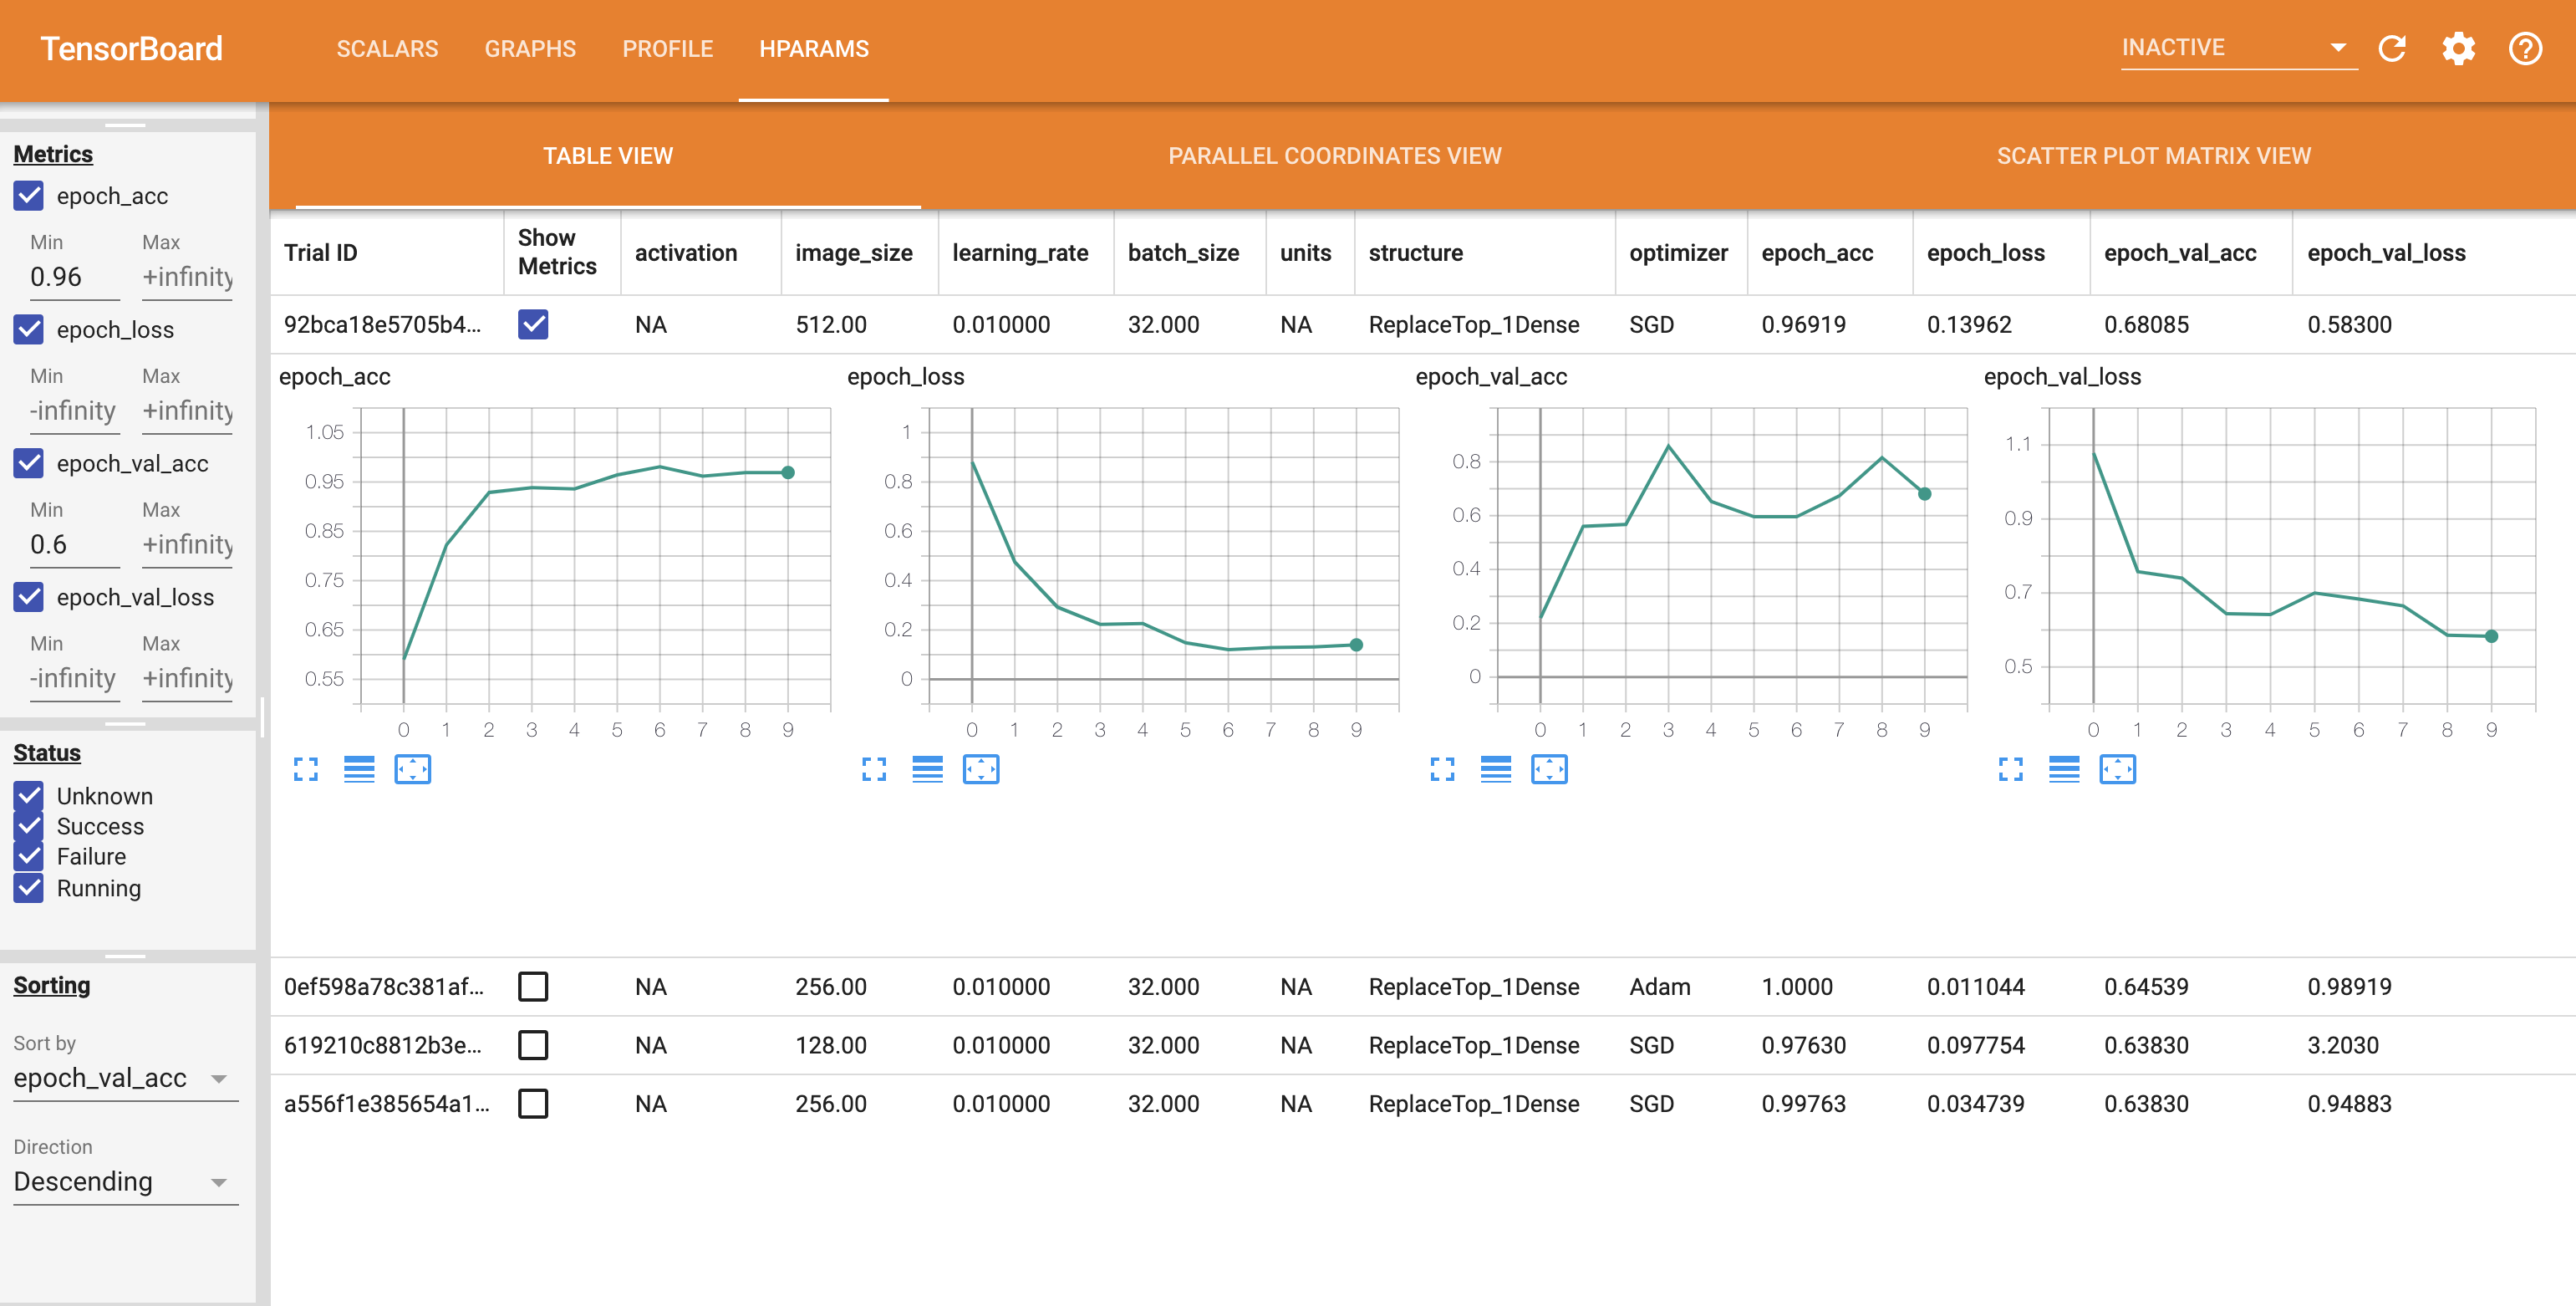 TensorBoard SCALARS GRAPHS PROFILE HPARAMS INACTIVE
Metrics
epoch_acc
Min Max
0.96 +infinity
epoch_loss
Min Max
-infinity +infinity
epoch_val_acc
Min Max
0.6 +infinity
epoch_val_loss
Min Max
-infinity +infinity
Status
Unknown
Success
Failure
Running
Sorting
Sort by
epoch_val_acc
Direction
Descending
TABLE VIEW PARALLEL COORDINATES VIEW SCATTER PLOT MATRIX VIEW
Trial ID Show Metrics activation image_size learning_rate batch_size units structure optimizer epoch_acc epoch_loss epoch_val_acc epoch_val_loss
92bca18e5705b4... NA 512.00 0.010000 32.000 NA ReplaceTop_1Dense SGD 0.96919 0.13962 0.68085 0.58300
epoch_acc
1.05
0.95
0.85
0.75
0.65
0.55
0 1 2 3 4 5 6 7 8 9
epoch_loss
1
0.8
0.6
0.4
0.2
0
0 1 2 3 4 5 6 7 8 9
epoch_val_acc
0.8
0.6
0.4
0.2
0
0 1 2 3 4 5 6 7 8 9
epoch_val_loss
1.1
0.9
0.7
0.5
0 1 2 3 4 5 6 7 8 9
0ef598a78c381af... NA 256.00 0.010000 32.000 NA ReplaceTop_1Dense Adam 1.0000 0.011044 0.64539 0.98919
619210c8812b3e... NA 128.00 0.010000 32.000 NA ReplaceTop_1Dense SGD 0.97630 0.097754 0.63830 3.2030
a556f1e385654a1... NA 256.00 0.010000 32.000 NA ReplaceTop_1Dense SGD 0.99763 0.034739 0.63830 0.94883